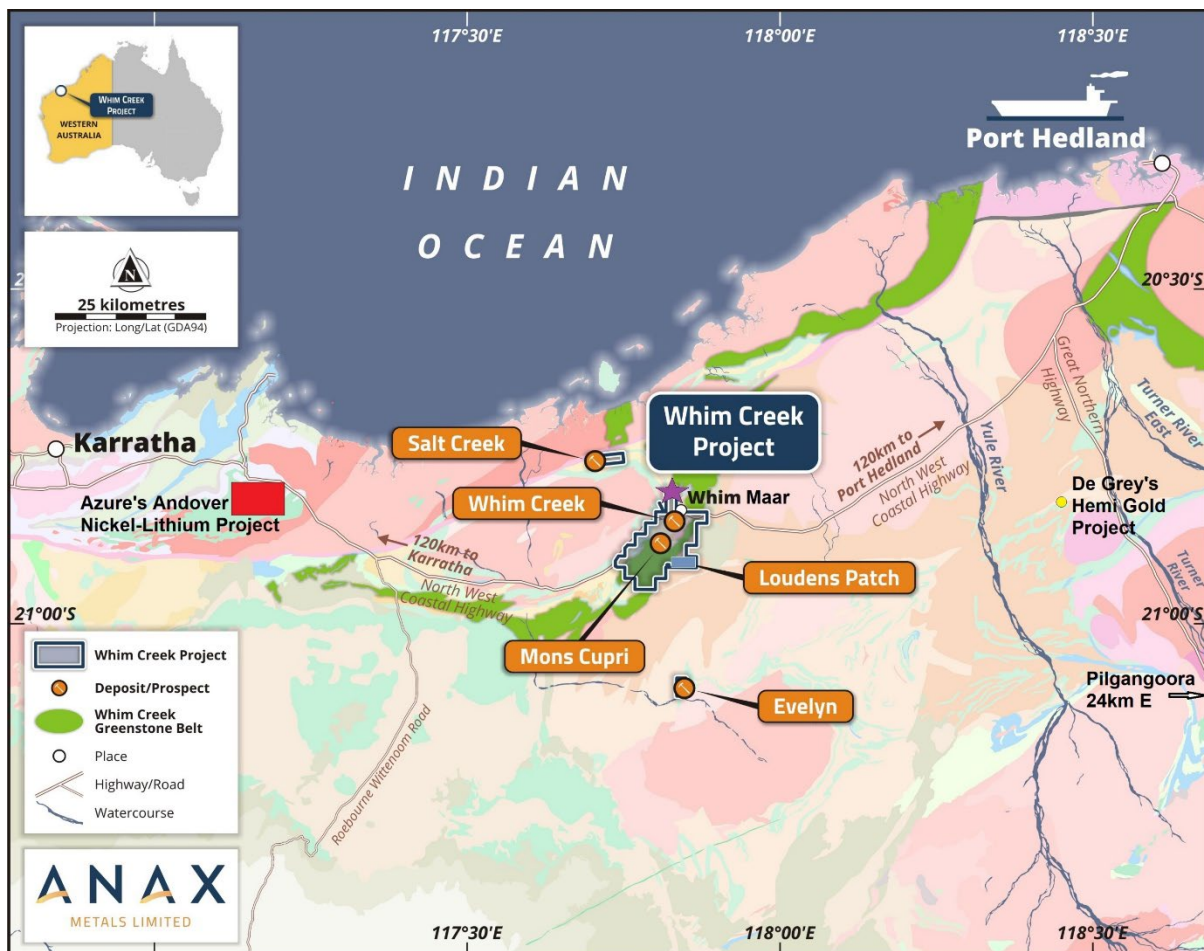 117°30'E
118°00'E
118°30'E
WHIM CREEK
PROJECT
WESTERN
AUSTRALIA
INDIAN
OCEAN
Port Hedland
N
25 kilometres
Projection: Long/Lat (GDA94)
20°30'S
Great Northern
Highway
Turner River
East
Karratha
Azure's Andover
Nickel-Lithium Project
Salt Creek
Whim Creek
Project
Whim Creek
Whim Maar
120km to
Port Hedland
North West
Coastal Highway
Yule River
De Grey's
Hemi Gold
Project
Turner
River
120km to
Karratha
North West
Coastal Highway
Loudens Patch
21°00'S
21°00'S
Mons Cupri
Evelyn
Pilgangoora
24km E
Roebourne Wittenoom Road
Whim Creek Project
Deposit/Prospect
Whim Creek
Greenstone Belt
Place
Highway/Road
Watercourse
ANAX
METALS LIMITED
117°30'E
118°00'E
118°30'E